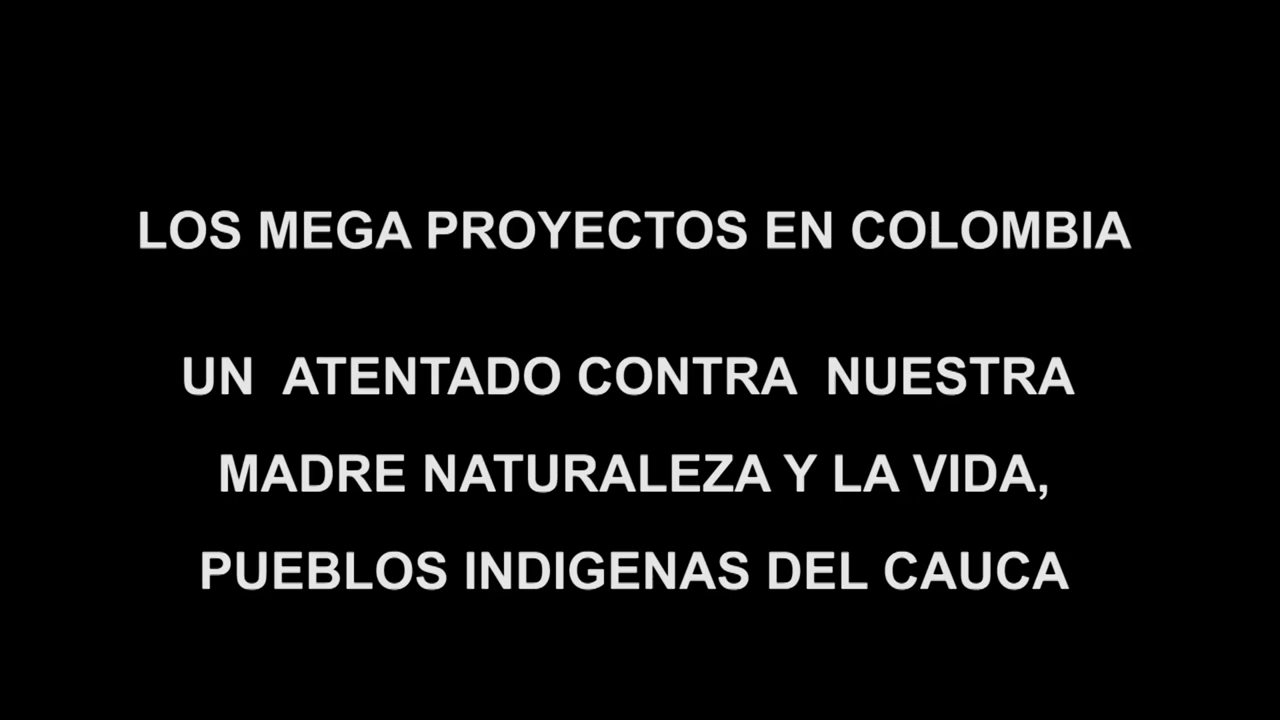 LOS MEGA PROYECTOS EN COLOMBIA
UN ATENTADO CONTRA NUESTRA
MADRE NATURALEZA Y LA VIDA,
PUEBLOS INDIGENAS DEL CAUCA